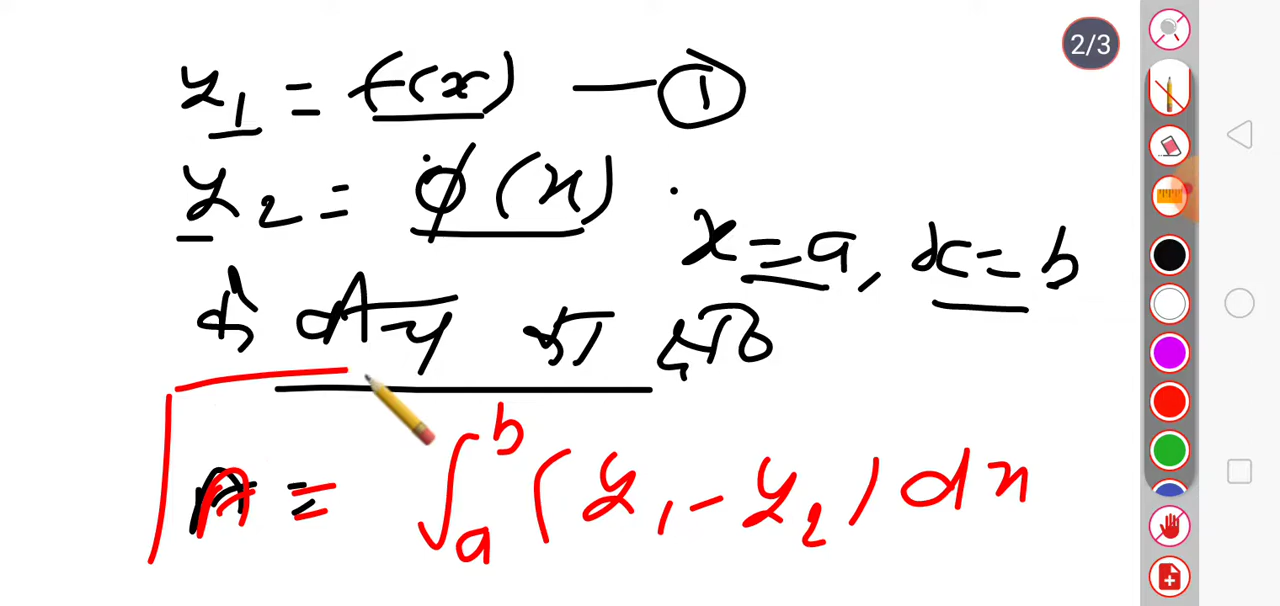 2/3
y₁ = f(x) — ①
y₂ = ϕ(x)
x = a, x = b
A = ∫ₐᵇ (y₁ - y₂) dx